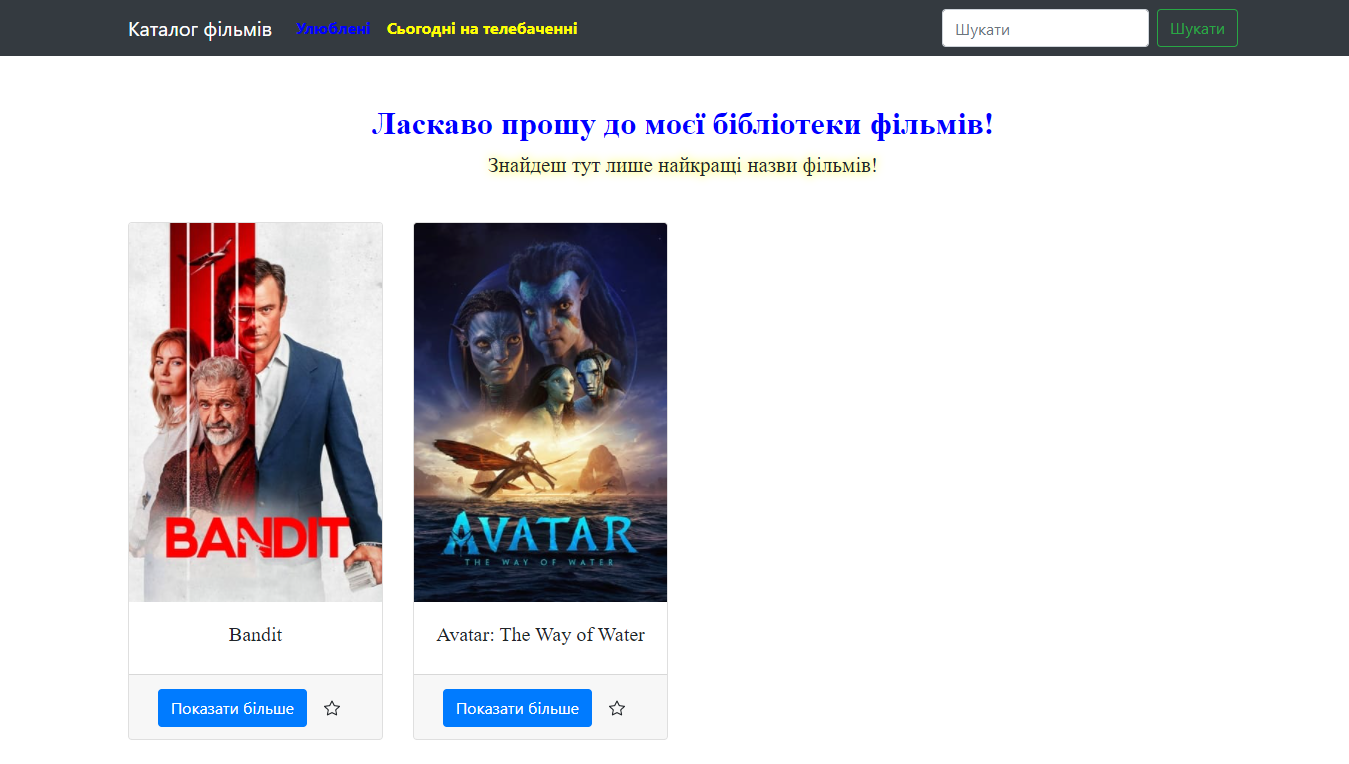 Каталог фільмів Улюблені Сьогодні на телебаченні Шукати Шукати
Ласкаво прошу до моєї бібліотеки фільмів!
Знайдеш тут лише найкращі назви фільмів!
BANDIT
AVATAR
THE WAY OF WATER
Bandit
Avatar: The Way of Water
Показати більше
Показати більше